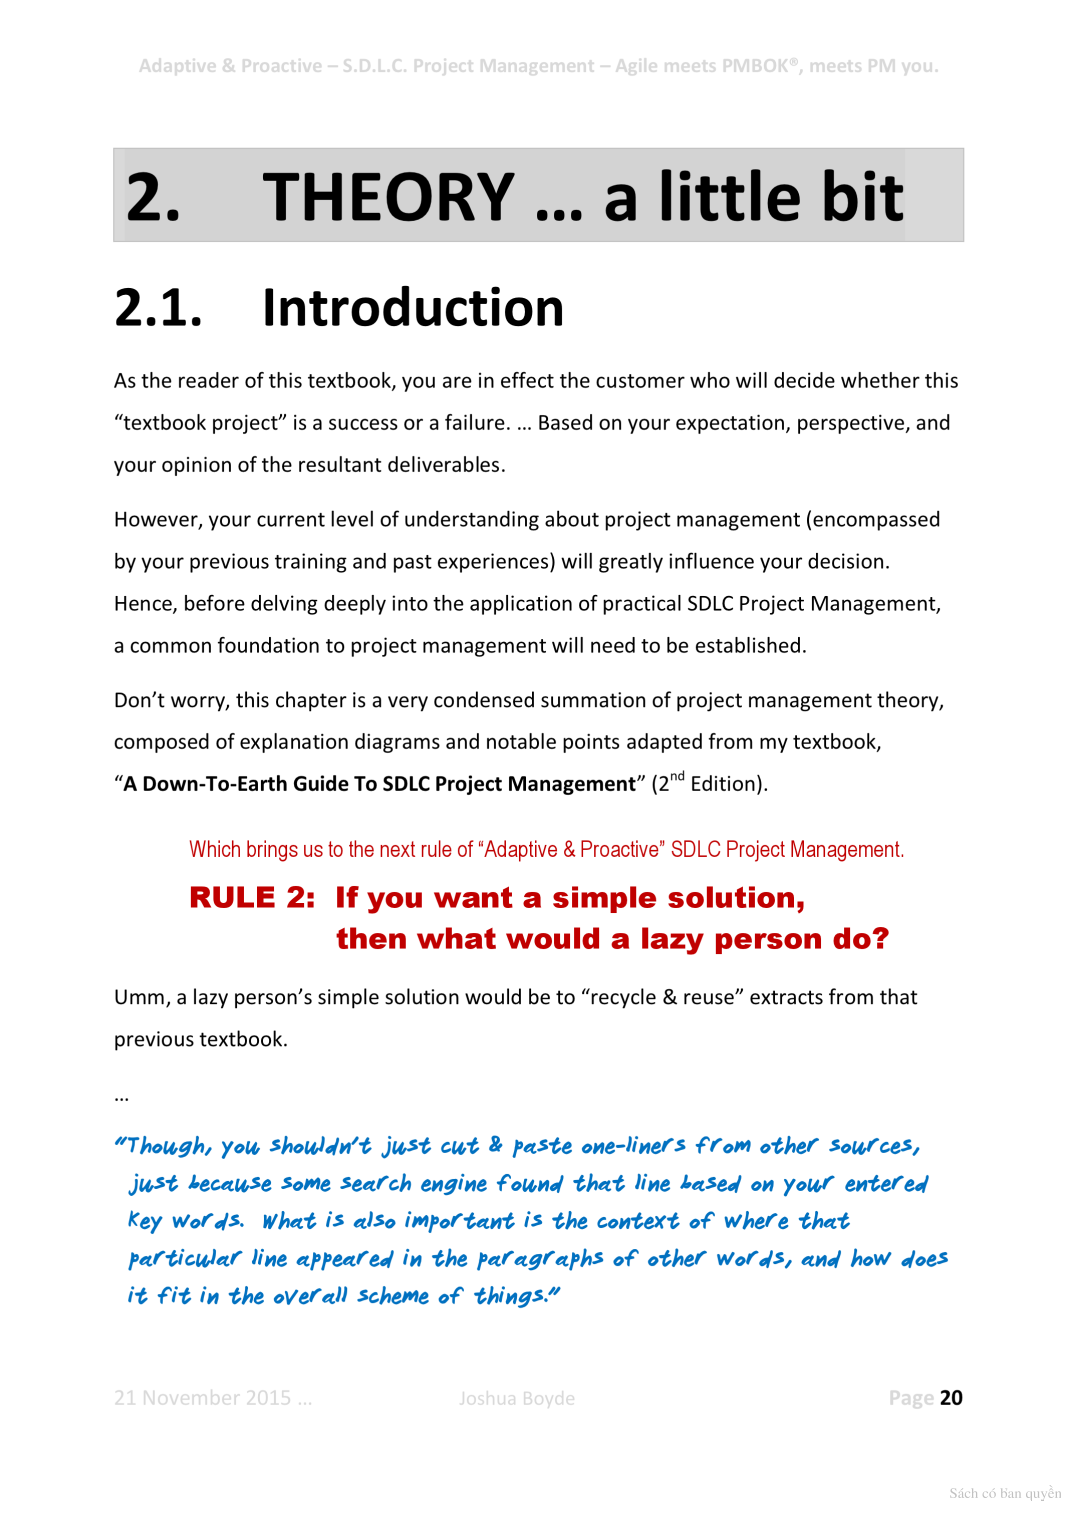 Adaptive & Proactive – S.D.L.C. Project Management – Agile meets PMBOK®, meets PM you.
2. THEORY … a little bit
2.1. Introduction
As the reader of this textbook, you are in effect the customer who will decide whether this
“textbook project” is a success or a failure. … Based on your expectation, perspective, and
your opinion of the resultant deliverables.
However, your current level of understanding about project management (encompassed
by your previous training and past experiences) will greatly influence your decision.
Hence, before delving deeply into the application of practical SDLC Project Management,
a common foundation to project management will need to be established.
Don’t worry, this chapter is a very condensed summation of project management theory,
composed of explanation diagrams and notable points adapted from my textbook,
“A Down-To-Earth Guide To SDLC Project Management” (2nd Edition).
Which brings us to the next rule of “Adaptive & Proactive” SDLC Project Management.
RULE 2: If you want a simple solution,
then what would a lazy person do?
Umm, a lazy person’s simple solution would be to “recycle & reuse” extracts from that
previous textbook.
…
“Though, you shouldn’t just cut & paste one-liners from other sources,
just because some search engine found that line based on your entered
key words. What is also important is the context of where that
particular line appeared in the paragraphs of other words, and how does
it fit in the overall scheme of things.”
21 November 2015 … Joshua Boyde Page 20
Sách có bản quyền